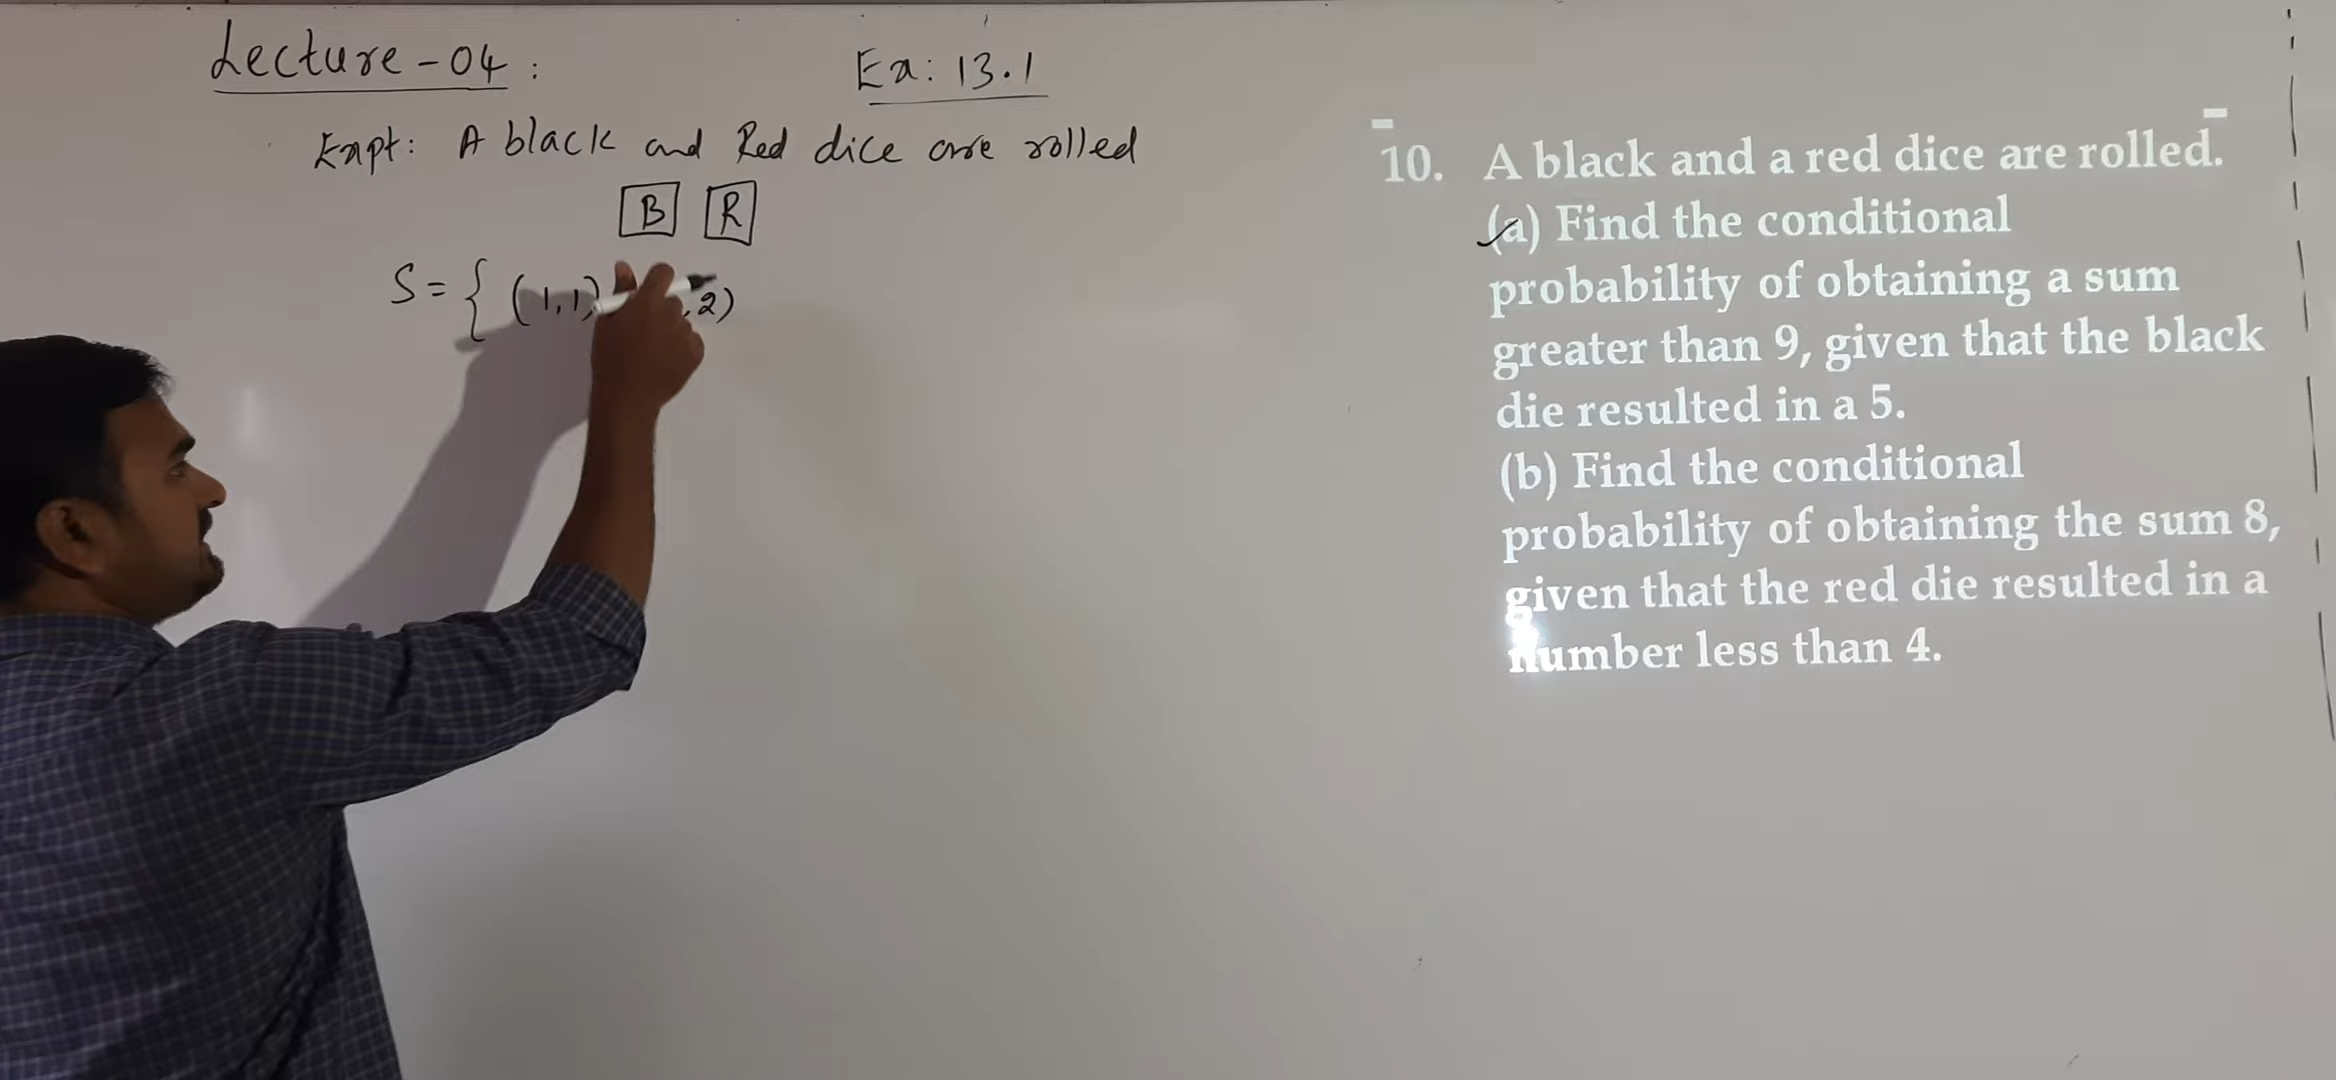 Lecture - 04 :
Ex: 13.1
Expt: A black and Red dice are rolled
B R
S = { (1,1) ,2)
10. A black and a red dice are rolled.
(a) Find the conditional
probability of obtaining a sum
greater than 9, given that the black
die resulted in a 5.
(b) Find the conditional
probability of obtaining the sum 8,
given that the red die resulted in a
number less than 4.